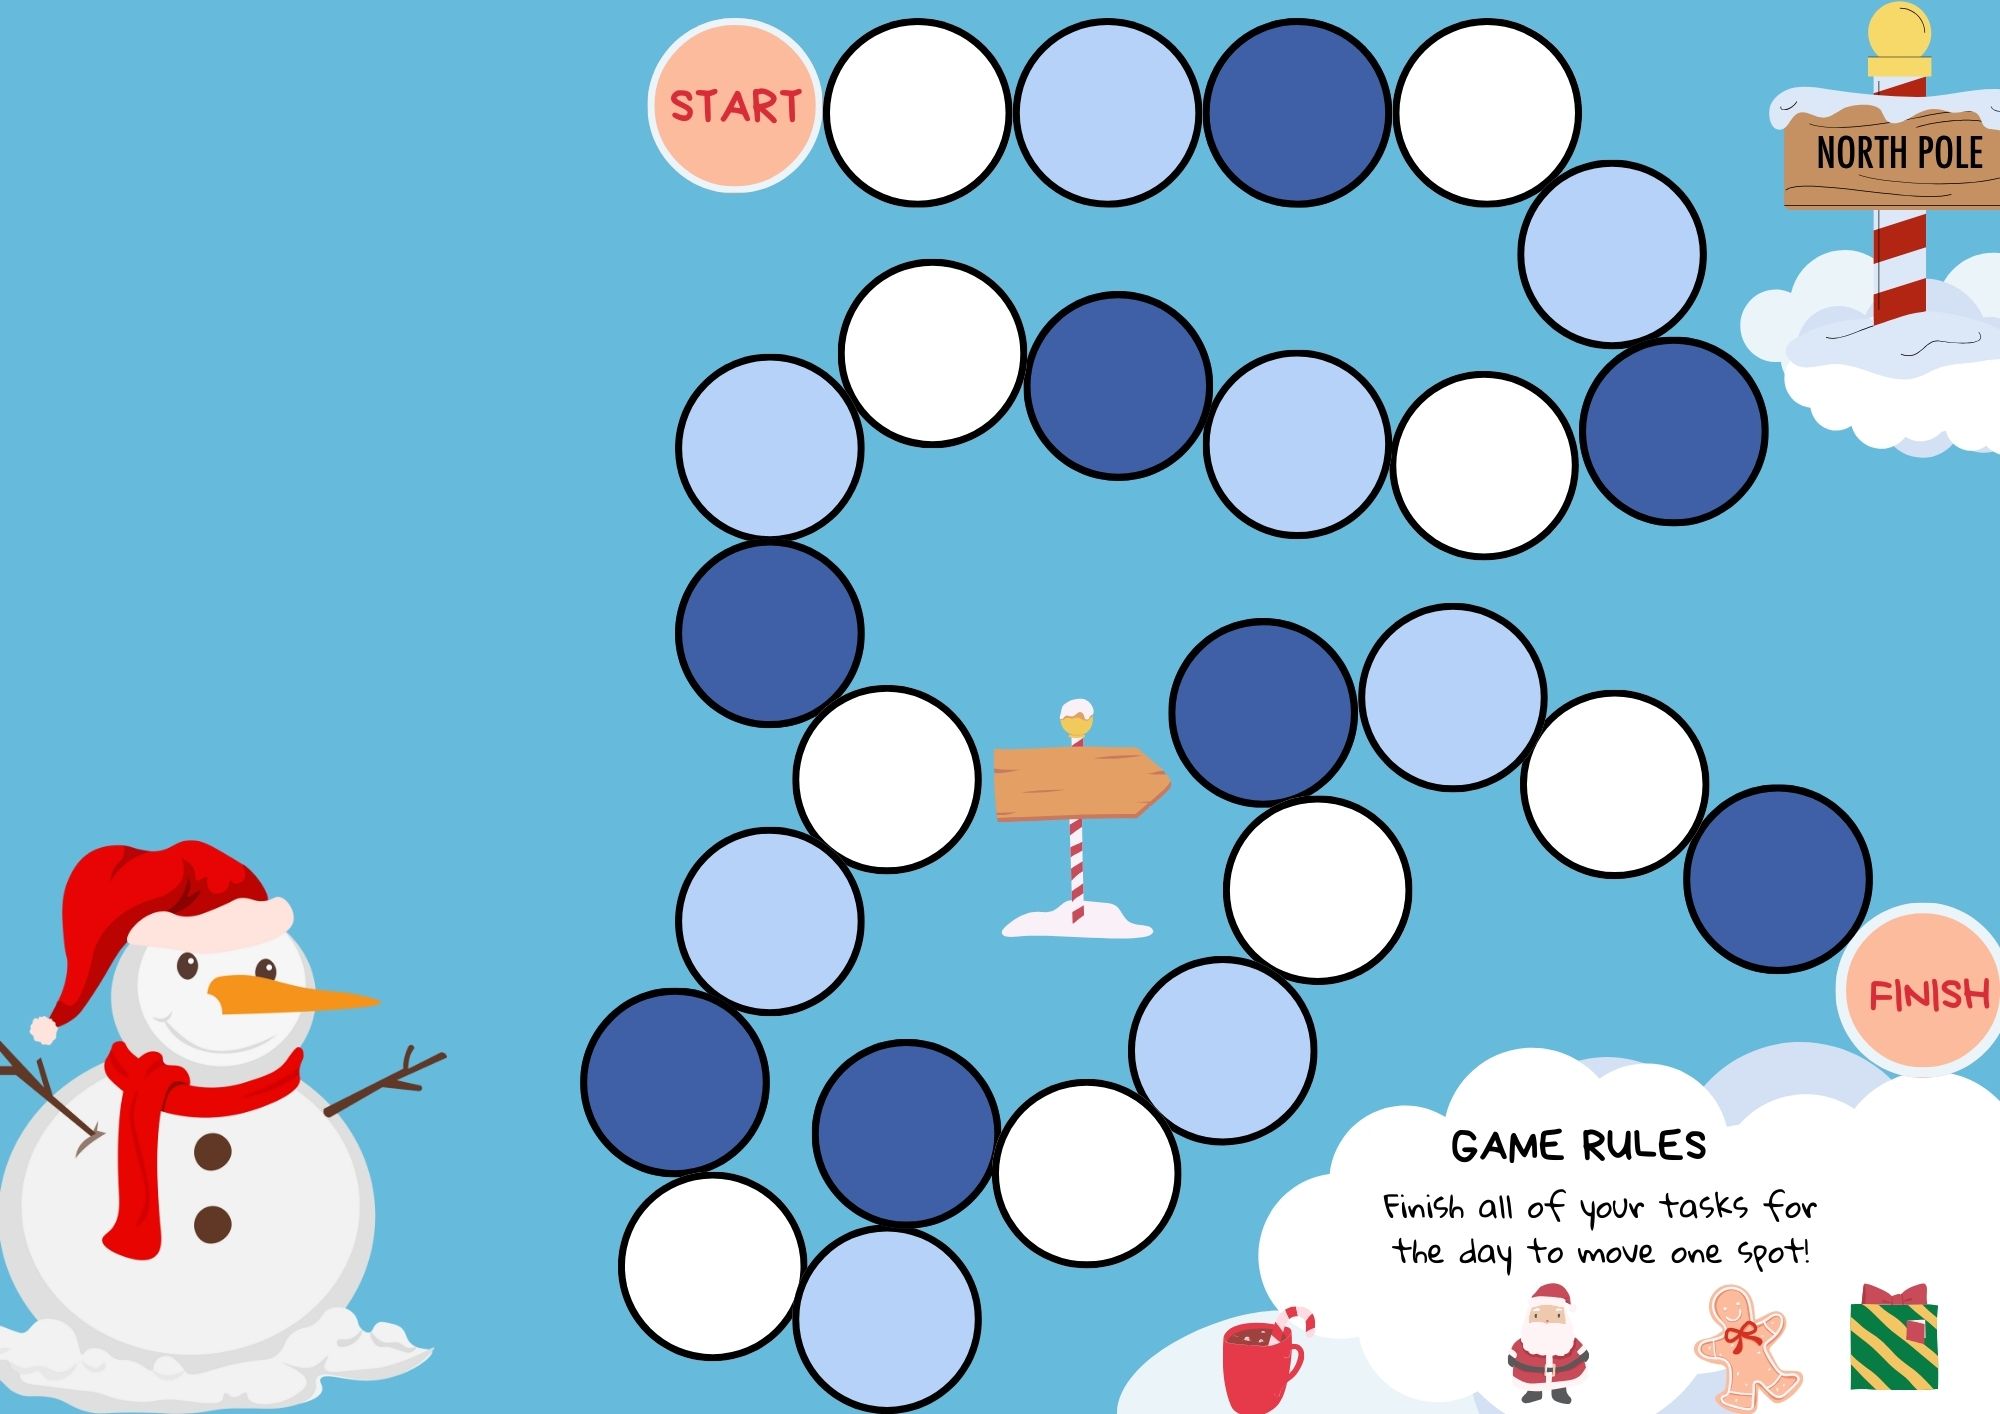 START
NORTH POLE
FINISH
GAME RULES
Finish all of your tasks for
the day to move one spot!